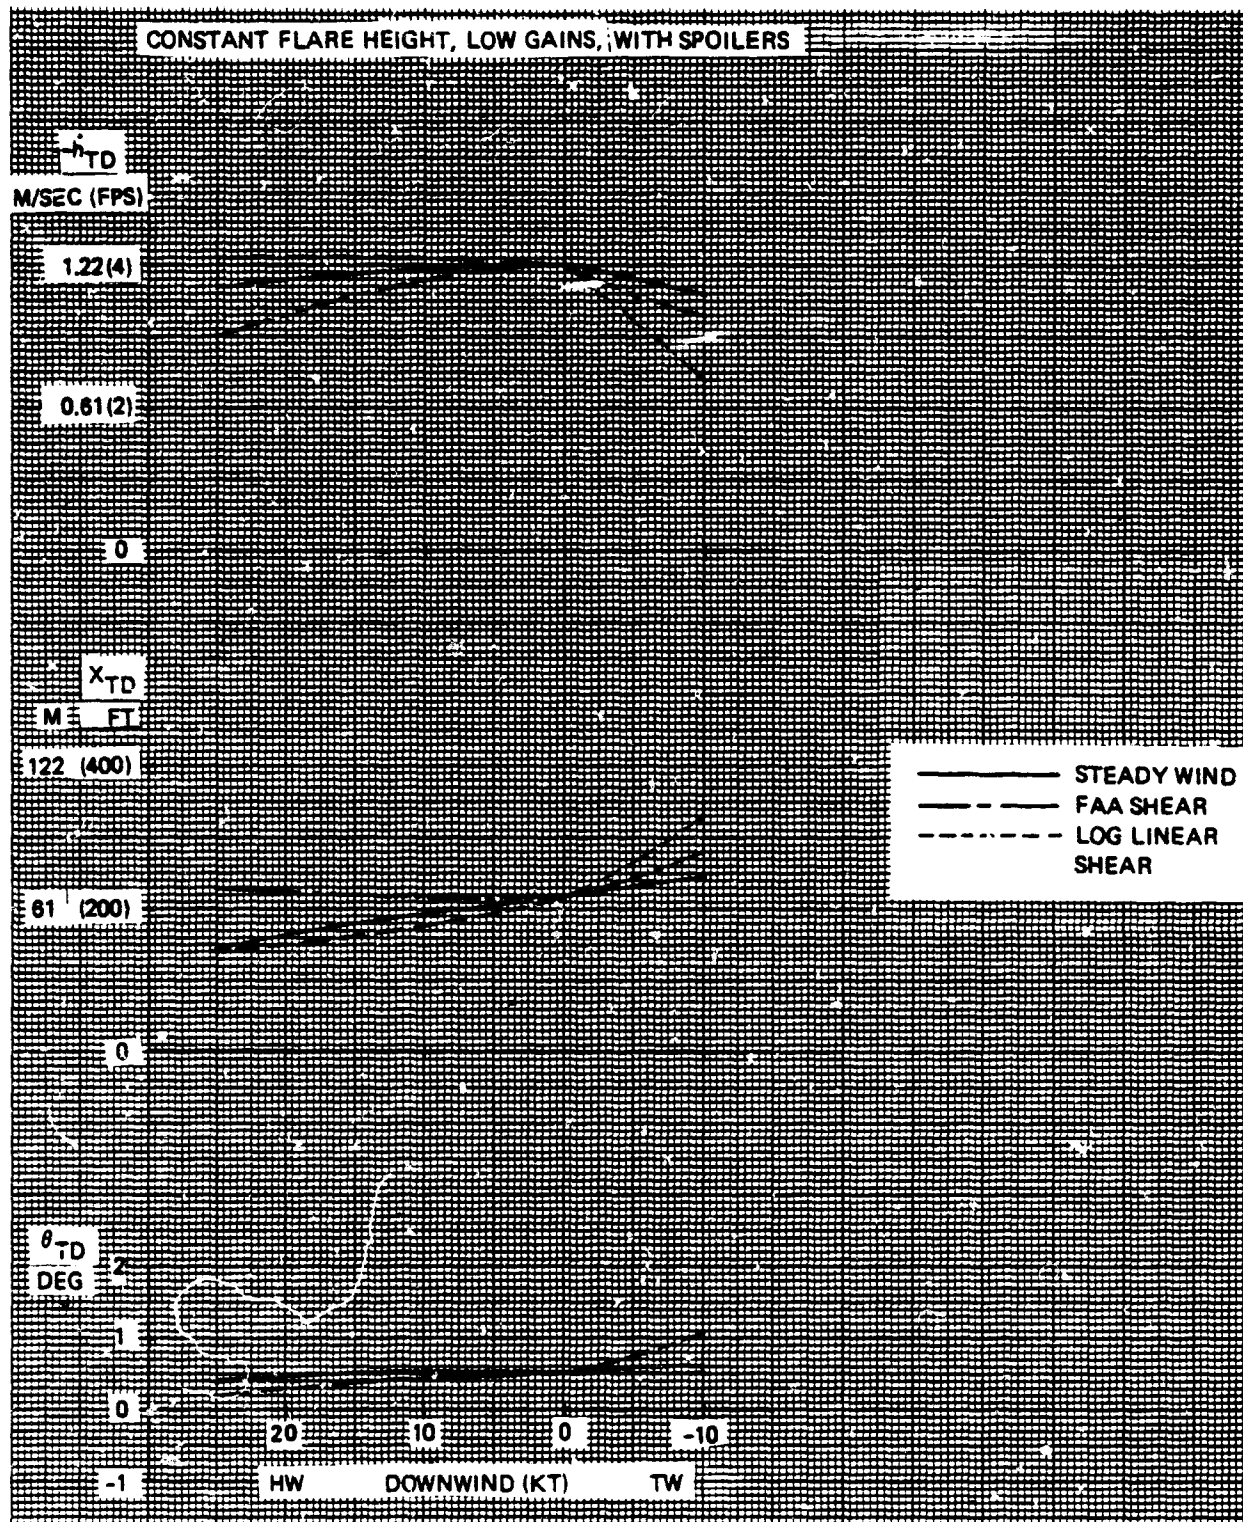 CONSTANT FLARE HEIGHT, LOW GAINS, WITH SPOILERS
-ḣTD
M/SEC (FPS)
1.22(4)
0.61(2)
0
XTD
M FT
122 (400)
STEADY WIND
FAA SHEAR
LOG LINEAR
SHEAR
61 (200)
0
θTD
DEG
2
1
0
20 10 0 -10
-1
HW DOWNWIND (KT) TW